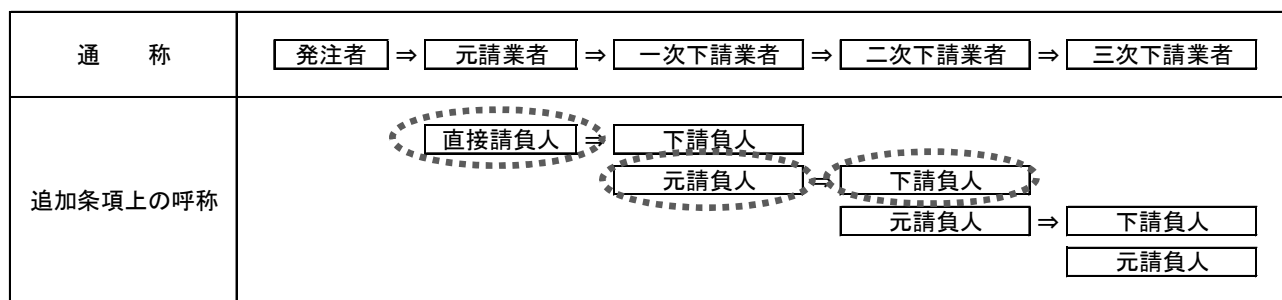 通　　称
発注者 ⇒ 元請業者 ⇒ 一次下請業者 ⇒ 二次下請業者 ⇒ 三次下請業者
追加条項上の呼称
直接請負人 ⇒ 下請負人
元請負人 ⇒ 下請負人
元請負人 ⇒ 下請負人
元請負人